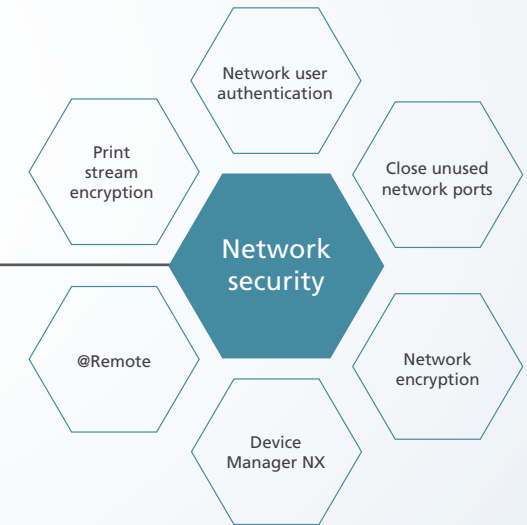 Network user
authentication
Print
stream
encryption
Close unused
network ports
Network
security
@Remote
Network
encryption
Device
Manager NX